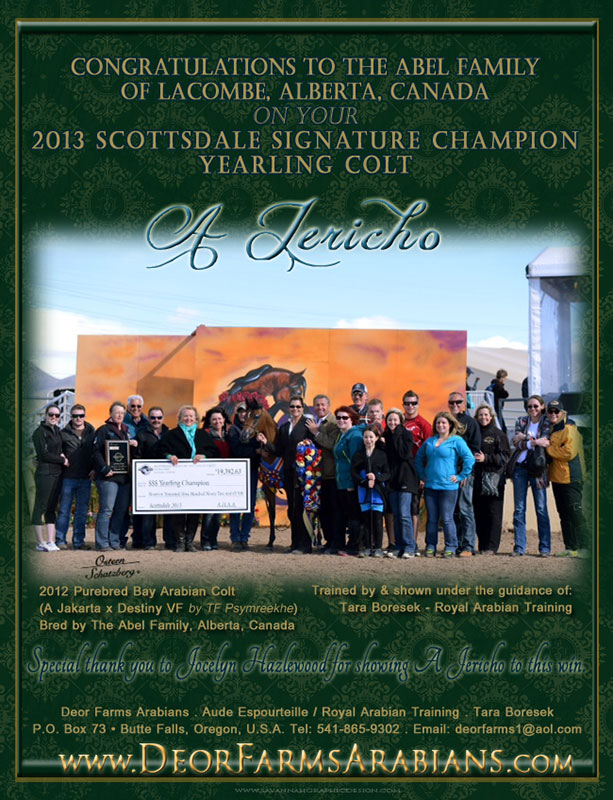 CONGRATULATIONS TO THE ABEL FAMILY
OF LACOMBE, ALBERTA, CANADA
ON YOUR
2013 SCOTTSDALE SIGNATURE CHAMPION
YEARLING COLT
A Jericho
19,742.63
SSS Yearling Champion
Scottsdale 2013
Osteen
Schatzberg
2012 Purebred Bay Arabian Colt
(A Jakarta x Destiny VF by TF Psymreekhe)
Bred by The Abel Family, Alberta, Canada
Trained by & shown under the guidance of:
Tara Boresek - Royal Arabian Training
Special thank you to Jocelyn Hazlewood for showing A Jericho to this win.
Deor Farms Arabians . Aude Espourteille / Royal Arabian Training . Tara Boresek
P.O. Box 73 • Butte Falls, Oregon, U.S.A. Tel: 541-865-9302 . Email: deorfarms1@aol.com
www.DeorFarmsArabians.com
www.savannahgraphicdesign.com